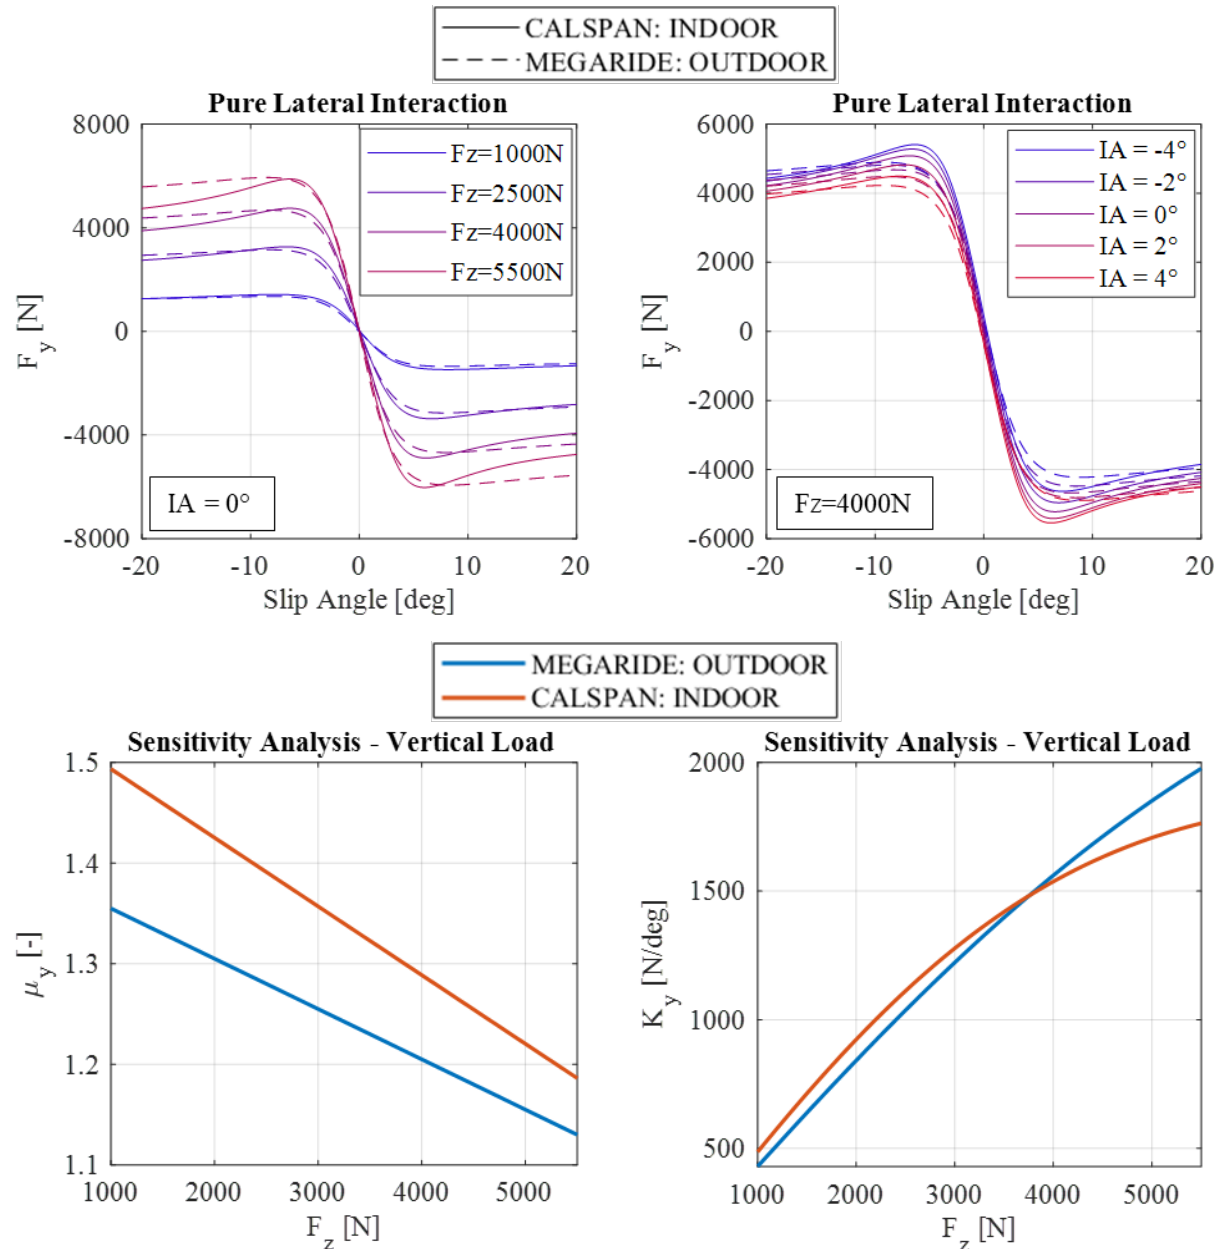 CALSPAN: INDOOR
MEGARIDE: OUTDOOR
Pure Lateral Interaction
8000
4000
0
-4000
-8000
F_y [N]
Fz=1000N
Fz=2500N
Fz=4000N
Fz=5500N
IA = 0°
-20 -10 0 10 20
Slip Angle [deg]
Pure Lateral Interaction
6000
4000
2000
0
-2000
-4000
-6000
F_y [N]
IA = -4°
IA = -2°
IA = 0°
IA = 2°
IA = 4°
Fz=4000N
-20 -10 0 10 20
Slip Angle [deg]
MEGARIDE: OUTDOOR
CALSPAN: INDOOR
Sensitivity Analysis - Vertical Load
1.5
1.4
1.3
1.2
1.1
μ_y [-]
1000 2000 3000 4000 5000
F_z [N]
Sensitivity Analysis - Vertical Load
2000
1500
1000
500
K_y [N/deg]
1000 2000 3000 4000 5000
F_z [N]